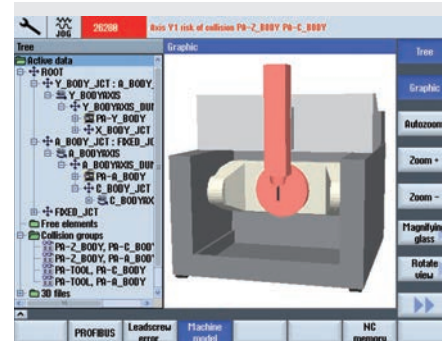 JOG
26280
Axis Y1 risk of collision PA-Z_BODY PA-C_BODY
Tree
Graphic
Active data
ROOT
Y_BODY_JCT : A_BODY_
Y_BODYAXIS
Y_BODYAXIS_DUM
PA-Y_BODY
X_BODY_JCT
A_BODY_JCT : FIXED_JC
A_BODYAXIS
A_BODYAXIS_DUM
PA-A_BODY
C_BODY_JCT
C_BODYAX
FIXED_JCT
Free elements
Collision groups
PA-Z_BODY, PA-C_BOD
PA-Z_BODY, PA-A_BOD
PA-TOOL, PA-C_BODY
PA-TOOL, PA-A_BODY
3D files
Tree
Graphic
Autozoom
Zoom +
Zoom -
Magnifying
glass
Rotate
view
PROFIBUS
Leadscrew
error
Machine
model
NC
memory